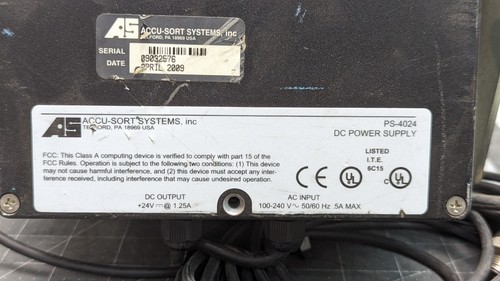 AS ACCU-SORT SYSTEMS, inc
TELFORD, PA 18969 USA
SERIAL 09032576
DATE APRIL 2009
AS ACCU-SORT SYSTEMS, inc
TELFORD, PA 18969 USA
PS-4024
DC POWER SUPPLY
FCC: This Class A computing device is verified to comply with part 15 of the
FCC Rules. Operation is subject to the following two conditions: (1) This device
may not cause harmful interference, and (2) this device must accept any inter-
ference received, including interference that may cause undesired operation.
LISTED
I.T.E.
6C15
CE UL C UL
DC OUTPUT
+24V ⎓ @ 1.25A
AC INPUT
100-240 V ∿ 50/60 Hz .5A MAX